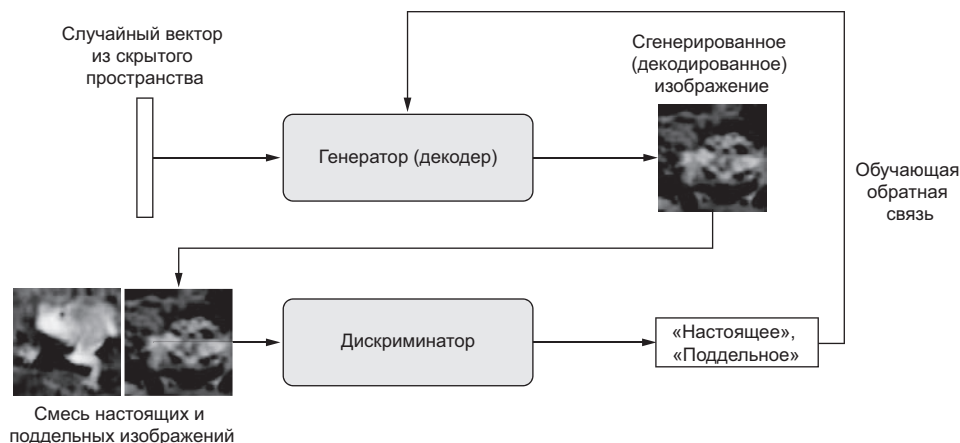 Случайный вектор
из скрытого
пространства
Генератор (декодер)
Сгенерированное
(декодированное)
изображение
Обучающая
обратная
связь
Дискриминатор
«Настоящее»,
«Поддельное»
Смесь настоящих и
поддельных изображений